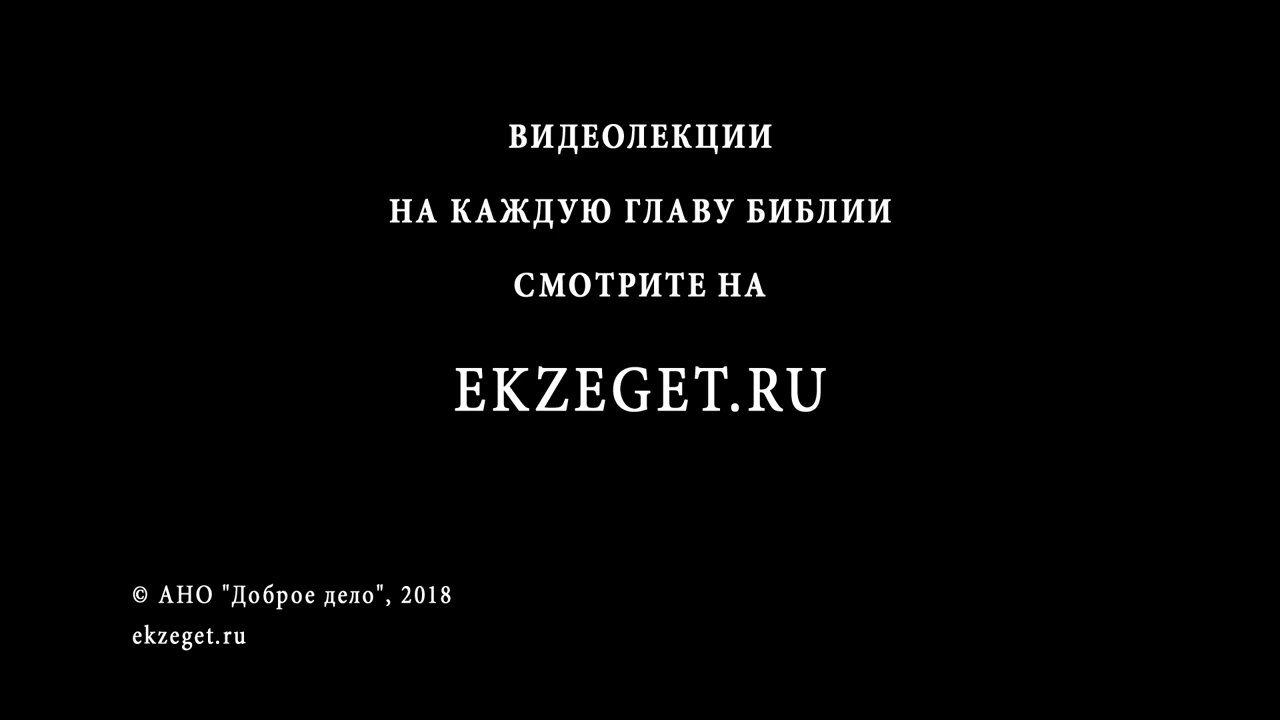 ВИДЕОЛЕКЦИИ
НА КАЖДУЮ ГЛАВУ БИБЛИИ
СМОТРИТЕ НА
EKZEGET.RU
© АНО "Доброе дело", 2018
ekzeget.ru